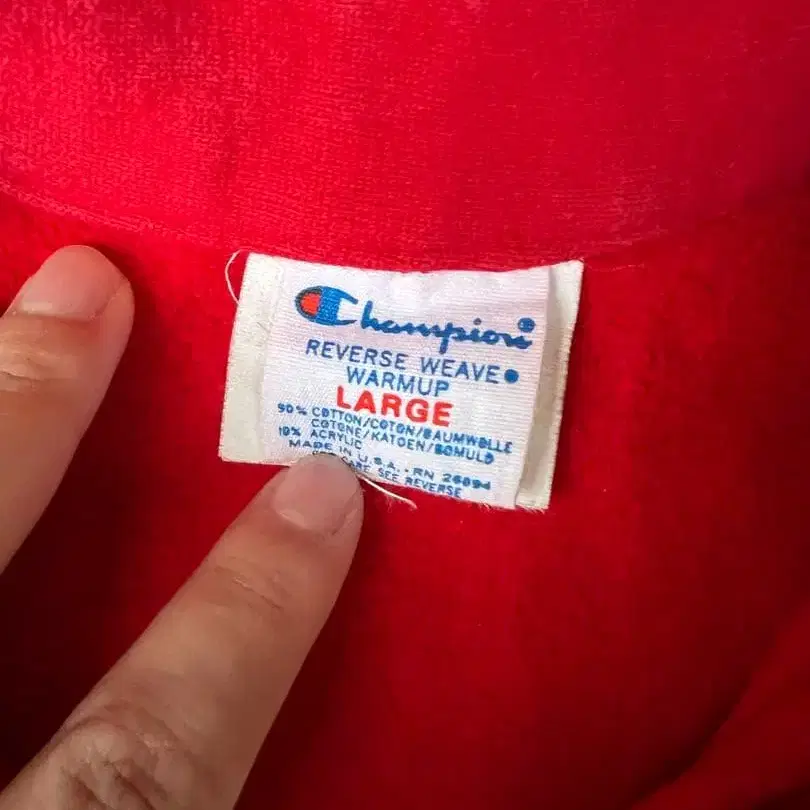 Champion
REVERSE WEAVE
WARMUP
LARGE
90% COTTON/COTON/BAUMWOLLE
COTONE/KATOEN/BOMULD
10% ACRYLIC
MADE IN U.S.A. · RN 26094
CARE SEE REVERSE